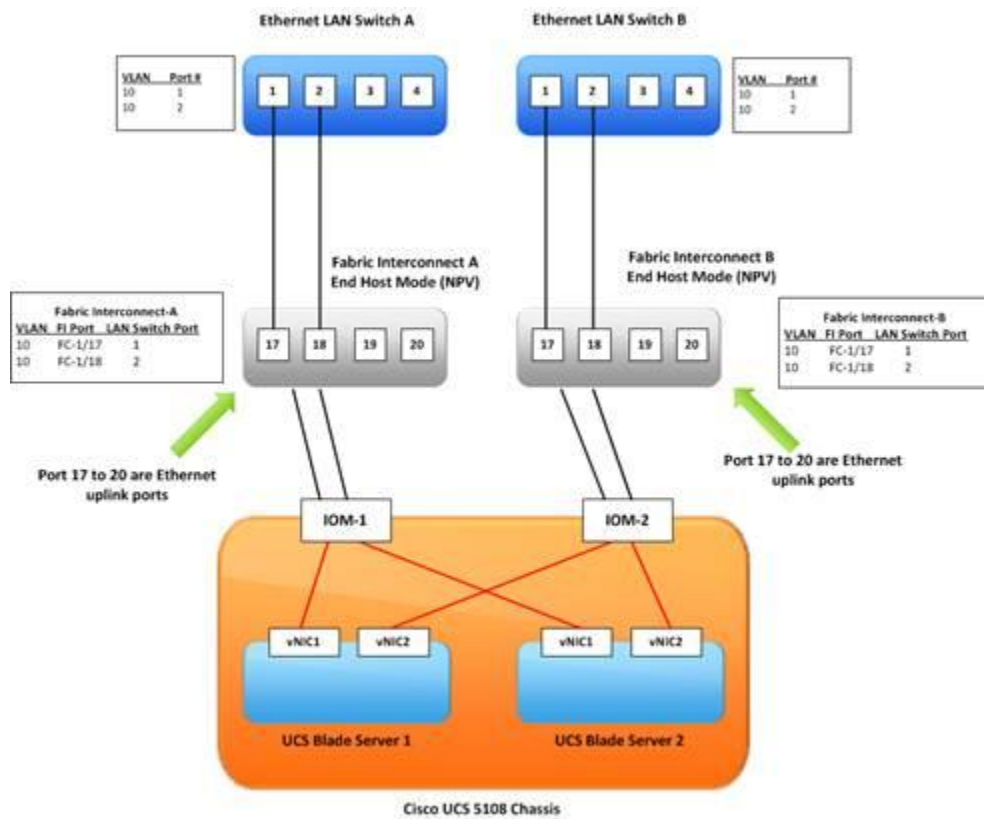 Ethernet LAN Switch A
Ethernet LAN Switch B
VLAN Port #
10 1
10 2
1 2 3 4
1 2 3 4
VLAN Port #
10 1
10 2
Fabric Interconnect A
End Host Mode (NPV)
Fabric Interconnect B
End Host Mode (NPV)
Fabric Interconnect-A
VLAN FI Port LAN Switch Port
10 FC-1/17 1
10 FC-1/18 2
17 18 19 20
17 18 19 20
Fabric Interconnect-B
VLAN FI Port LAN Switch Port
10 FC-1/17 1
10 FC-1/18 2
Port 17 to 20 are Ethernet
uplink ports
Port 17 to 20 are Ethernet
uplink ports
IOM-1
IOM-2
vNIC1 vNIC2
vNIC1 vNIC2
UCS Blade Server 1
UCS Blade Server 2
Cisco UCS 5108 Chassis